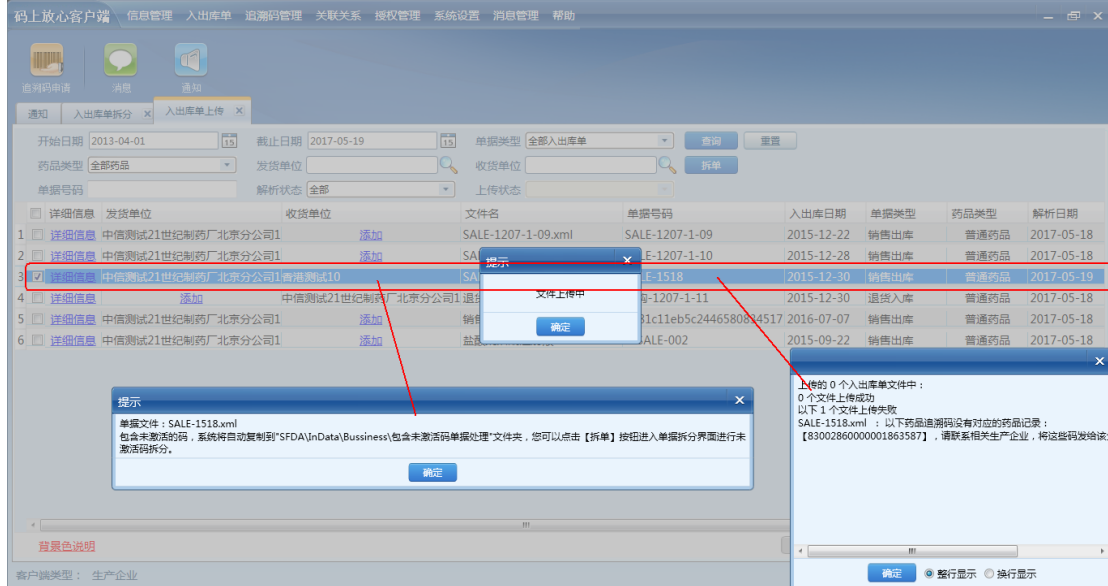 码上放心客户端 信息管理 入出库单 追溯码管理 关联关系 授权管理 系统设置 消息管理 帮助
追溯码申请 消息 通知
通知 入出库单拆分 × 入出库单上传 ×
开始日期 2013-04-01 15 截止日期 2017-05-19 15 单据类型 全部入出库单 查询 重置
药品类型 全部药品 发货单位 收货单位 拆单
单据号码 解析状态 全部 上传状态
详细信息 发货单位 收货单位 文件名 单据号码 入出库日期 单据类型 药品类型 解析日期
1 详细信息 中信测试21世纪制药厂北京分公司1 添加 SALE-1207-1-09.xml SALE-1207-1-09 2015-12-22 销售出库 普通药品 2017-05-18
2 详细信息 中信测试21世纪制药厂北京分公司1 添加 SA LE-1207-1-10 2015-12-28 销售出库 普通药品 2017-05-18
3 详细信息 中信测试21世纪制药厂北京分公司1 香港测试10 SA LE-1518 2015-12-30 销售出库 普通药品 2017-05-19
4 详细信息 添加 中信测试21世纪制药厂北京分公司1 退货 -1207-1-11 2015-12-30 退货入库 普通药品 2017-05-18
5 详细信息 中信测试21世纪制药厂北京分公司1 添加 销售 2016-07-07 销售出库 普通药品 2017-05-18
6 详细信息 中信测试21世纪制药厂北京分公司1 添加 ALE-002 2015-09-22 销售出库 普通药品 2017-05-18
提示 ×
文件上传中
确定
提示 ×
单据文件：SALE-1518.xml
包含未激活的码，系统将自动复制到"SFDA\InData\Bussiness\包含未激活码单据处理"文件夹，您可以点击【拆单】按钮进入单据拆分界面进行未
激活码拆分。
确定
×
上传的 0 个入出库单文件中：
0 个文件上传成功
以下 1 个文件上传失败
SALE-1518.xml ：以下药品追溯码没有对应的药品记录：
【83002860000001863587】，请联系相关生产企业，将这些码发给该
确定 整行显示 换行显示
背景色说明
客户端类型： 生产企业